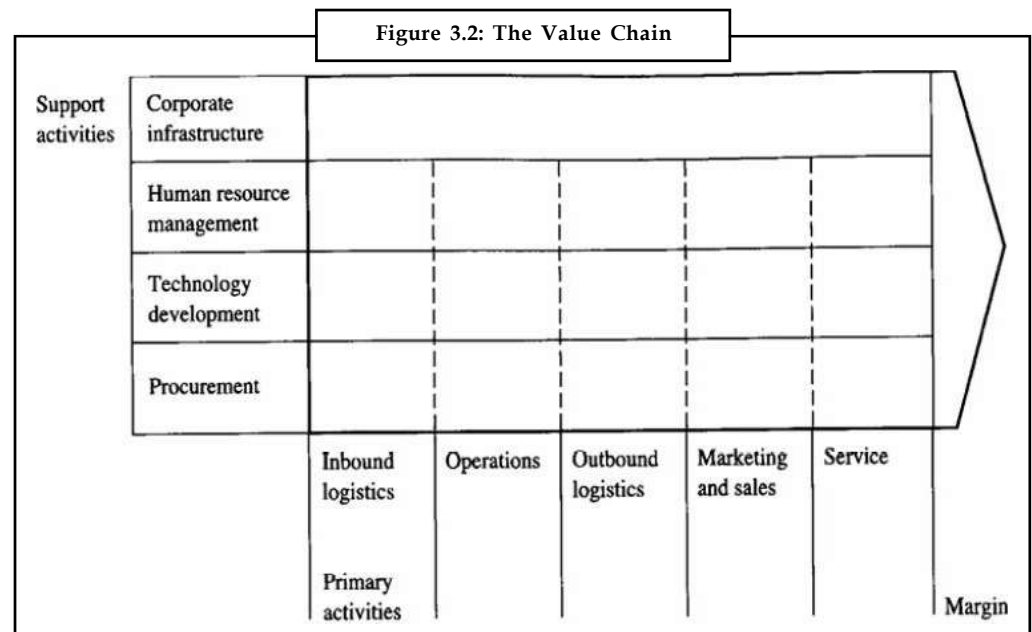 Figure 3.2: The Value Chain
Support
activities
Corporate
infrastructure
Human resource
management
Technology
development
Procurement
Inbound
logistics
Operations
Outbound
logistics
Marketing
and sales
Service
Primary
activities
Margin